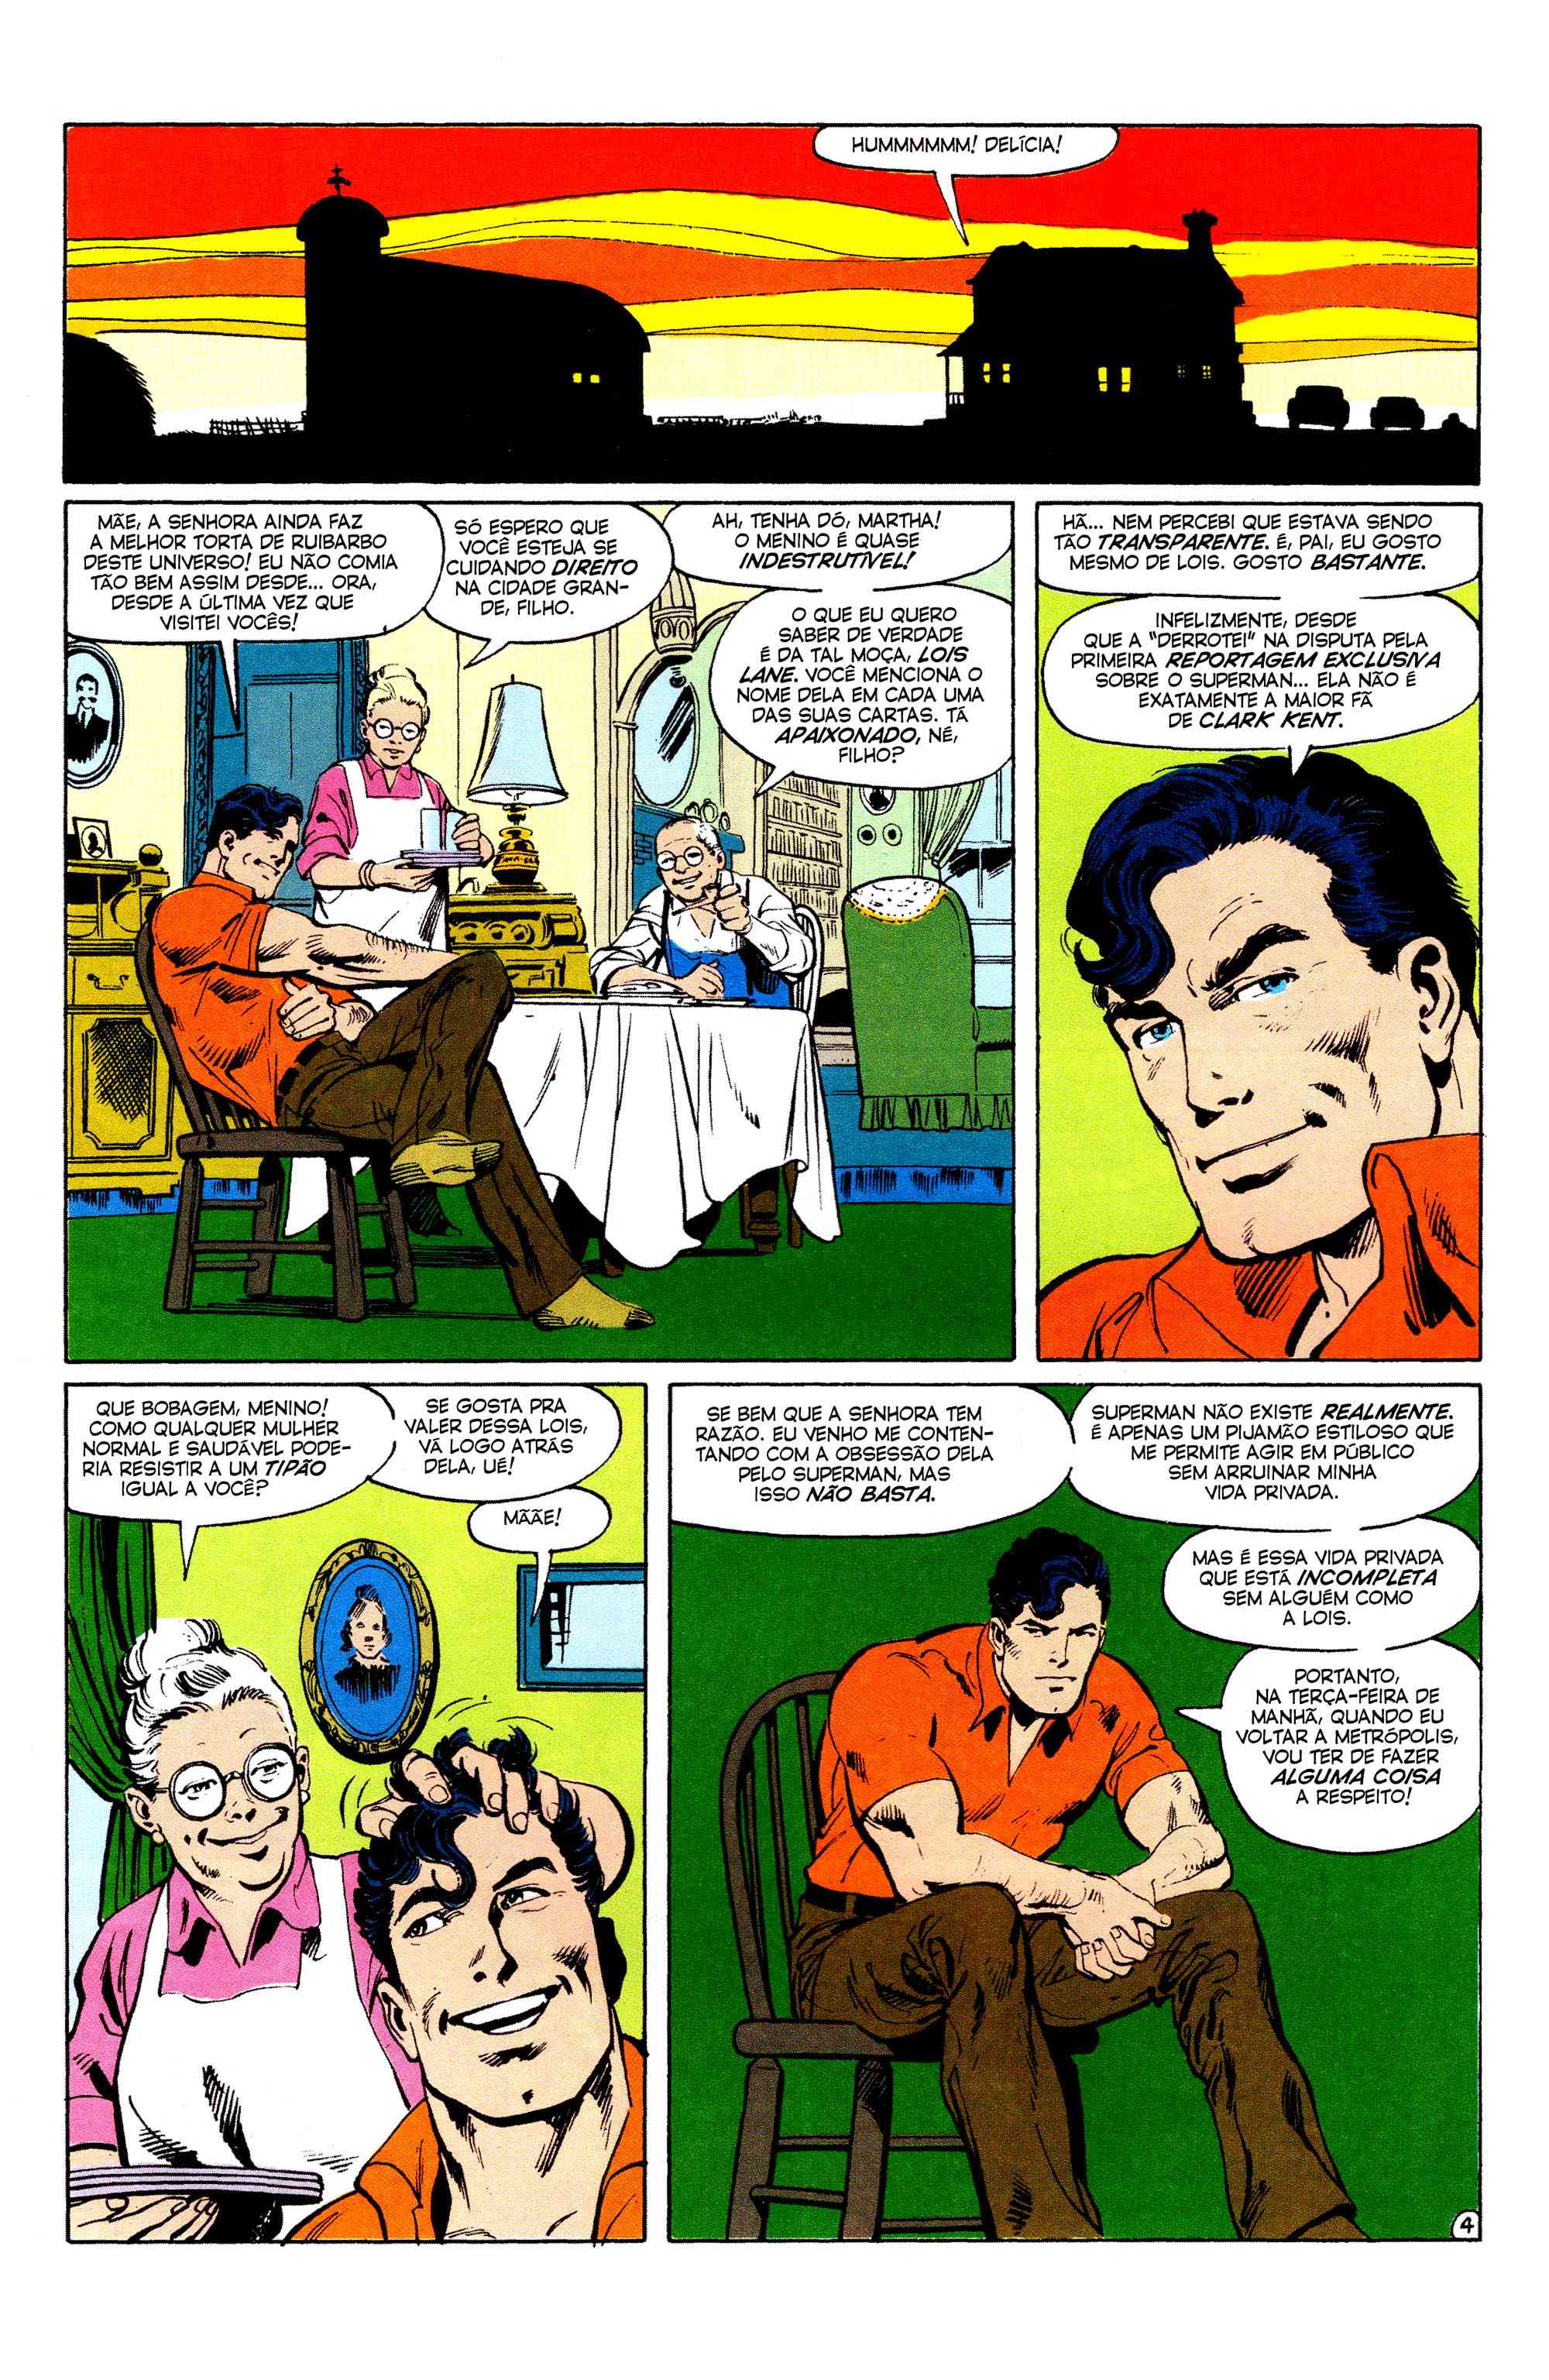 HUMMMMMM! DELÍCIA!
MÃE, A SENHORA AINDA FAZ
A MELHOR TORTA DE RUIBARBO
DESTE UNIVERSO! EU NÃO COMIA
TÃO BEM ASSIM DESDE... ORA,
DESDE A ÚLTIMA VEZ QUE
VISITEI VOCÊS!
SÓ ESPERO QUE
VOCÊ ESTEJA SE
CUIDANDO DIREITO
NA CIDADE GRAN-
DE, FILHO.
AH, TENHA DÓ, MARTHA!
O MENINO É QUASE
INDESTRUTÍVEL!
O QUE EU QUERO
SABER DE VERDADE
É DA TAL MOÇA, LOIS
LANE. VOCÊ MENCIONA O
NOME DELA EM CADA UMA
DAS SUAS CARTAS. TÁ
APAIXONADO, NÉ,
FILHO?
HÃ... NEM PERCEBI QUE ESTAVA SENDO
TÃO TRANSPARENTE. É, PAI, EU GOSTO
MESMO DE LOIS. GOSTO BASTANTE.
INFELIZMENTE, DESDE
QUE A "DERROTEI" NA DISPUTA PELA
PRIMEIRA REPORTAGEM EXCLUSIVA
SOBRE O SUPERMAN... ELA NÃO É
EXATAMENTE A MAIOR FÃ
DE CLARK KENT.
QUE BOBAGEM, MENINO!
COMO QUALQUER MULHER
NORMAL E SAUDÁVEL PODE-
RIA RESISTIR A UM TIPÃO
IGUAL A VOCÊ?
SE GOSTA PRA
VALER DESSA LOIS,
VÁ LOGO ATRÁS
DELA, UÉ!
MÃÃE!
SE BEM QUE A SENHORA TEM
RAZÃO. EU VENHO ME CONTEN-
TANDO COM A OBSESSÃO DELA
PELO SUPERMAN, MAS
ISSO NÃO BASTA.
SUPERMAN NÃO EXISTE REALMENTE.
É APENAS UM PIJAMÃO ESTILOSO QUE
ME PERMITE AGIR EM PÚBLICO
SEM ARRUINAR MINHA
VIDA PRIVADA.
MAS É ESSA VIDA PRIVADA
QUE ESTÁ INCOMPLETA
SEM ALGUÉM COMO
A LOIS.
PORTANTO,
NA TERÇA-FEIRA DE
MANHÃ, QUANDO EU
VOLTAR A METRÓPOLIS,
VOU TER DE FAZER
ALGUMA COISA
A RESPEITO!
4